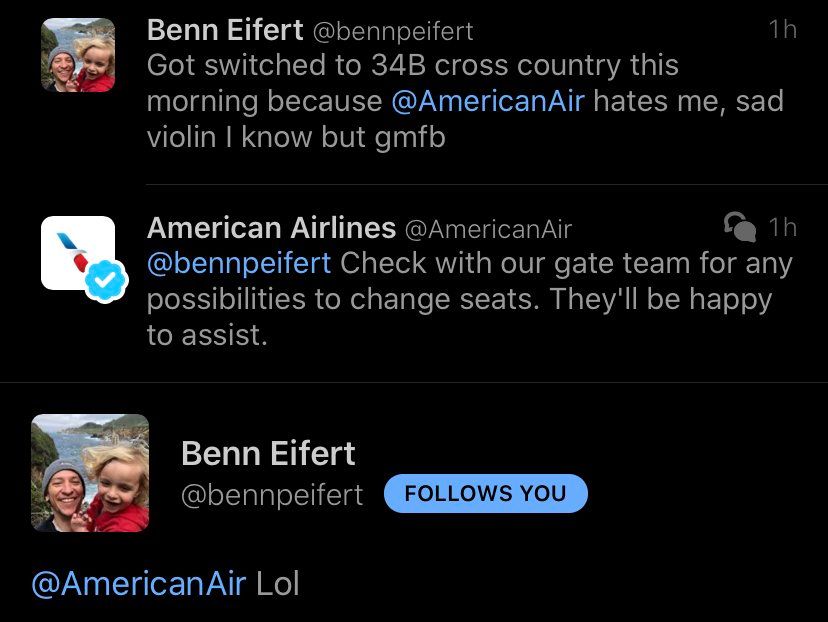 Benn Eifert @bennpeifert 1h
Got switched to 34B cross country this
morning because @AmericanAir hates me, sad
violin I know but gmfb
American Airlines @AmericanAir 1h
@bennpeifert Check with our gate team for any
possibilities to change seats. They'll be happy
to assist.
Benn Eifert
@bennpeifert FOLLOWS YOU
@AmericanAir Lol